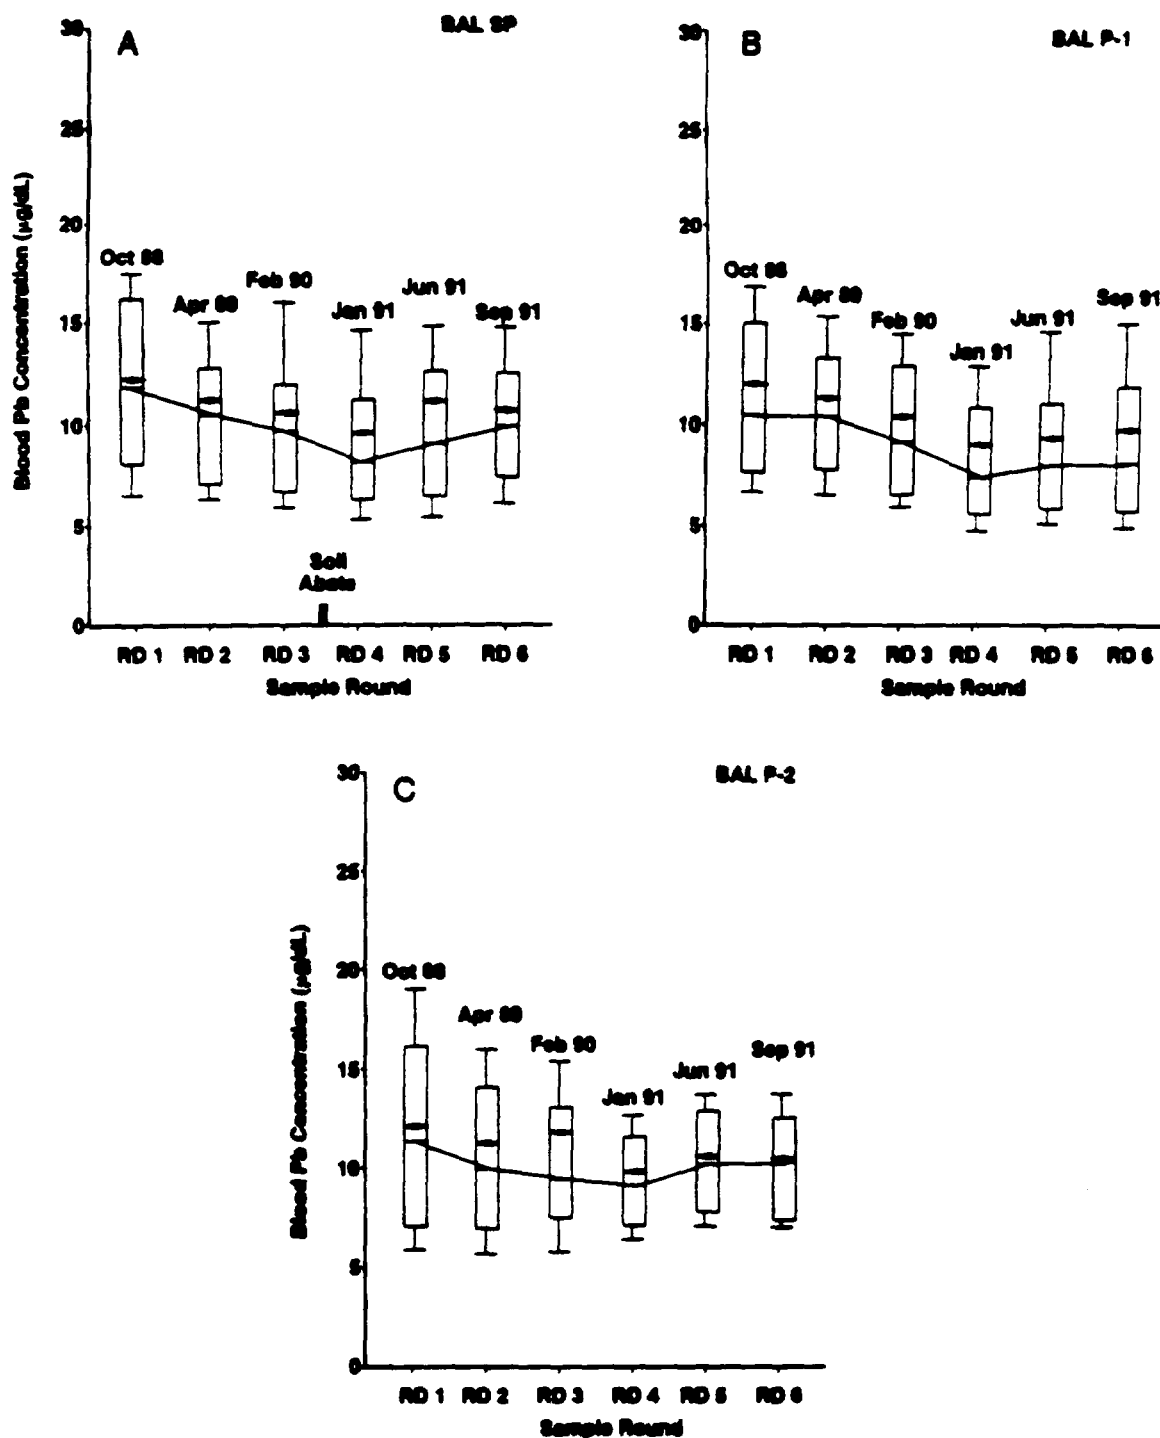 A
BAL SP
30
25
20
15
10
5
0
Blood Pb Concentration (µg/dL)
Oct 88
Apr 89
Feb 90
Jan 91
Jun 91
Sep 91
Soil
Abate
RD 1 RD 2 RD 3 RD 4 RD 5 RD 6
Sample Round
B
BAL P-1
30
25
20
15
10
5
0
Oct 88
Apr 89
Feb 90
Jan 91
Jun 91
Sep 91
RD 1 RD 2 RD 3 RD 4 RD 5 RD 6
Sample Round
C
BAL P-2
30
25
20
15
10
5
0
Blood Pb Concentration (µg/dL)
Oct 88
Apr 89
Feb 90
Jan 91
Jun 91
Sep 91
RD 1 RD 2 RD 3 RD 4 RD 5 RD 6
Sample Round